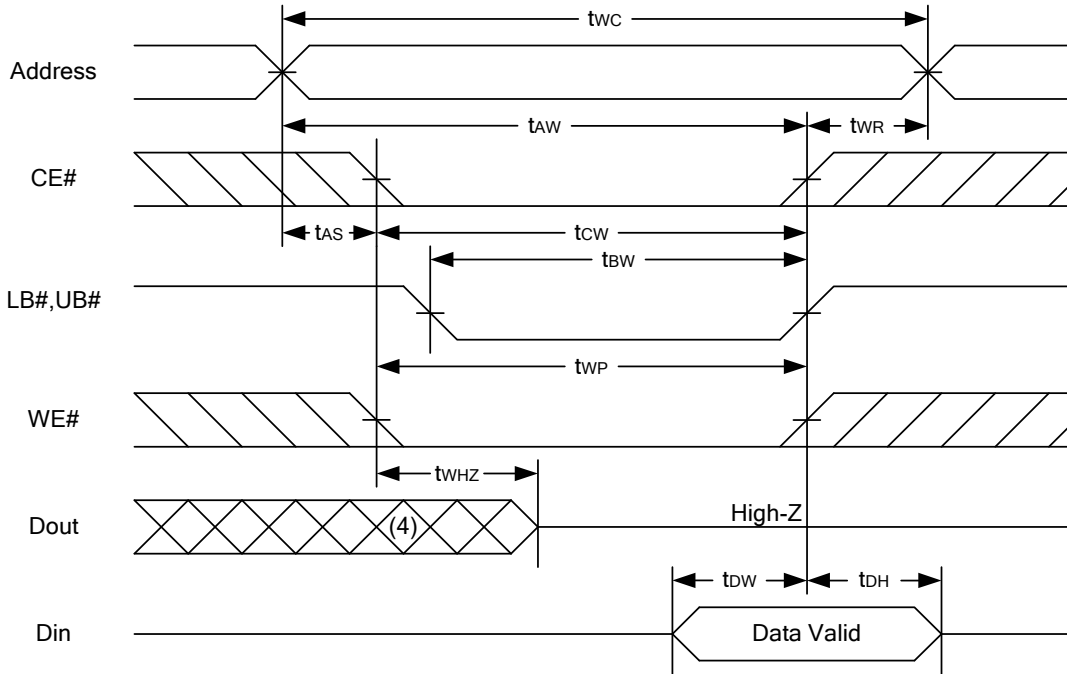 tWC
Address
tAW
tWR
CE#
tAS
tCW
tBW
LB#,UB#
tWP
WE#
tWHZ
Dout
(4)
High-Z
tDW
tDH
Din
Data Valid